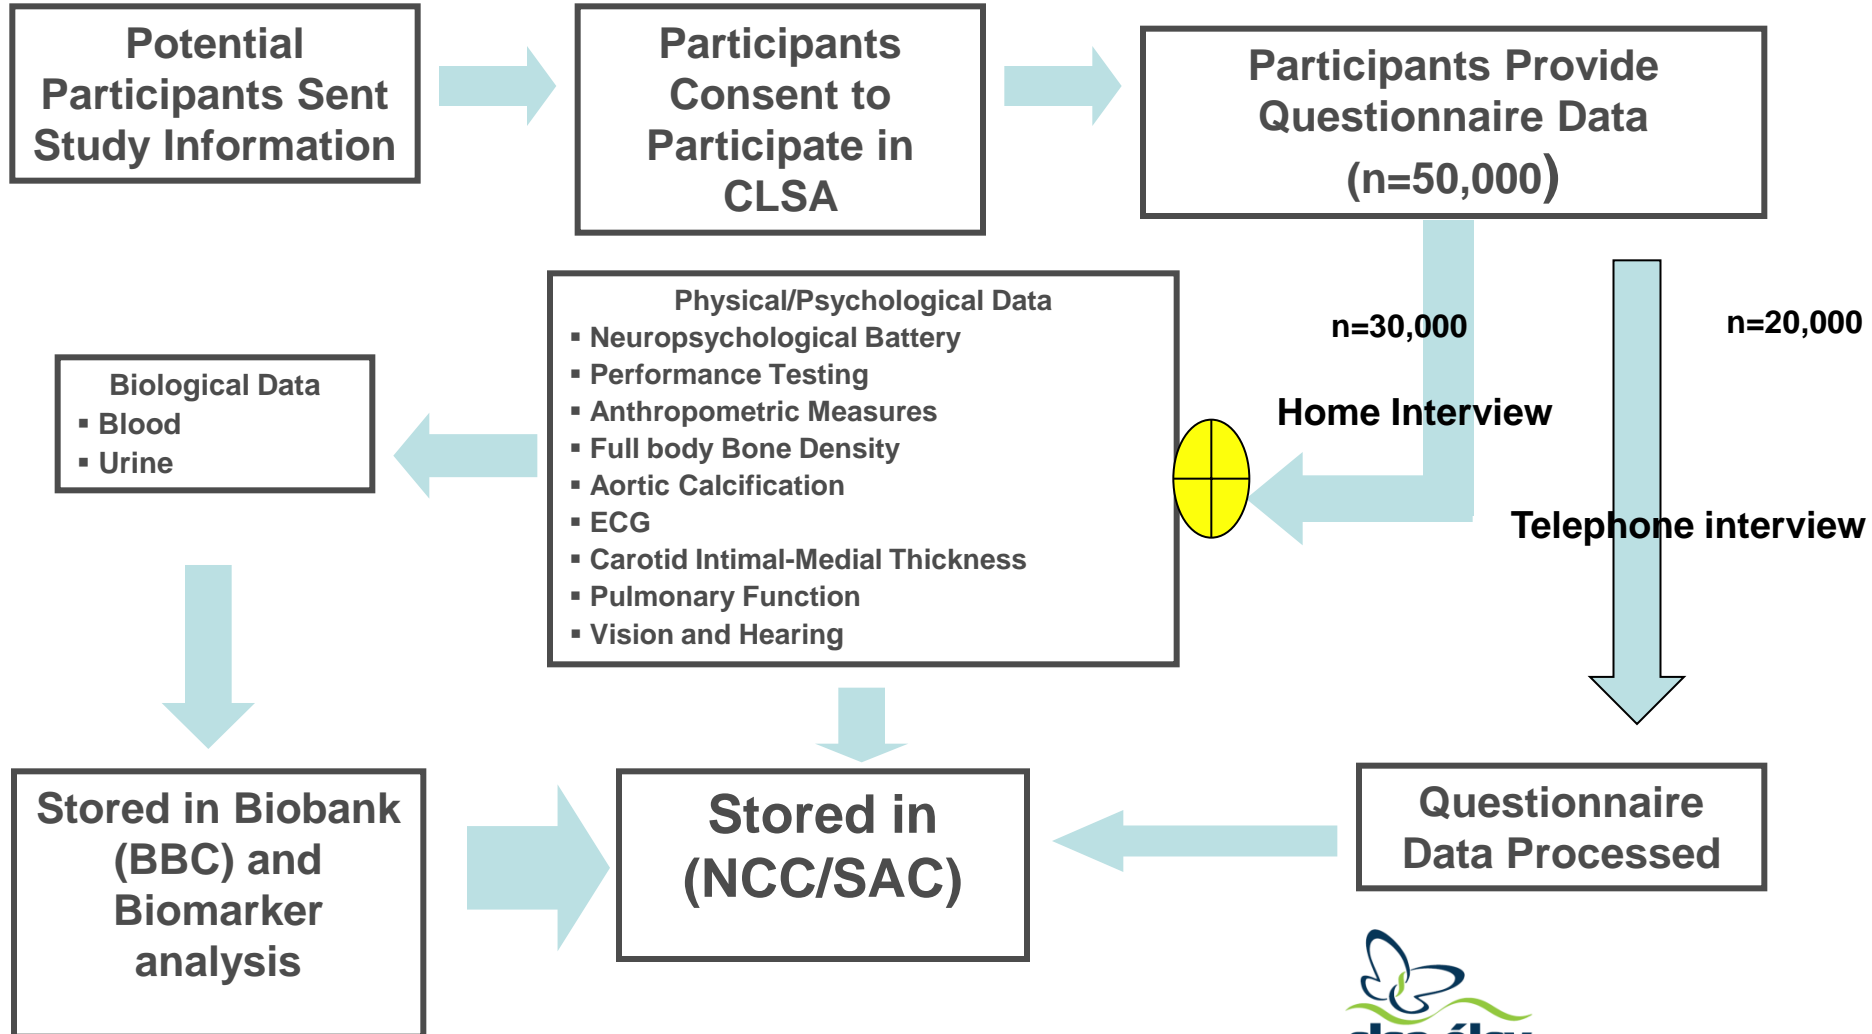 Potential
Participants Sent
Study Information
Participants
Consent to
Participate in
CLSA
Participants Provide
Questionnaire Data
(n=50,000)
Physical/Psychological Data
▪ Neuropsychological Battery
▪ Performance Testing
▪ Anthropometric Measures
▪ Full body Bone Density
▪ Aortic Calcification
▪ ECG
▪ Carotid Intimal-Medial Thickness
▪ Pulmonary Function
▪ Vision and Hearing
n=30,000
n=20,000
Home Interview
Telephone interview
Biological Data
▪ Blood
▪ Urine
Stored in Biobank
(BBC) and
Biomarker
analysis
Stored in
(NCC/SAC)
Questionnaire
Data Processed
clsa élcv